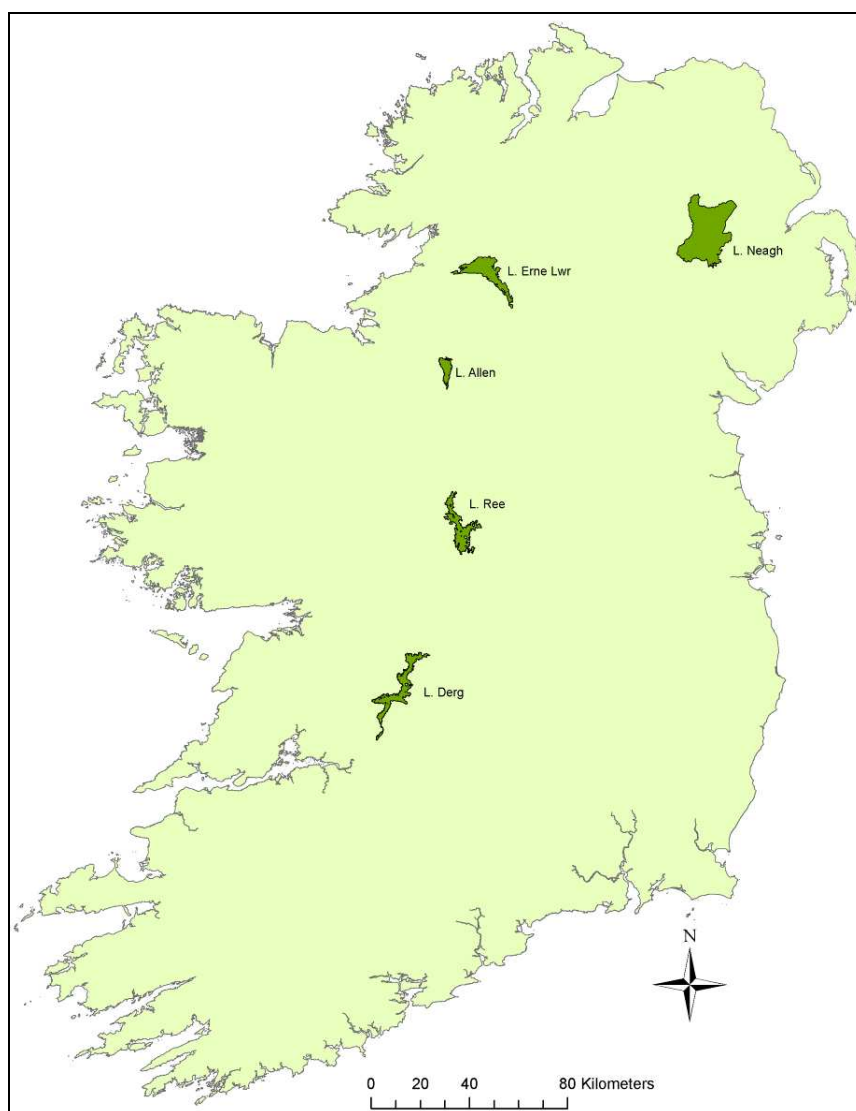 L. Neagh
L. Erne Lwr
L. Allen
L. Ree
L. Derg
N
0 20 40 80 Kilometers